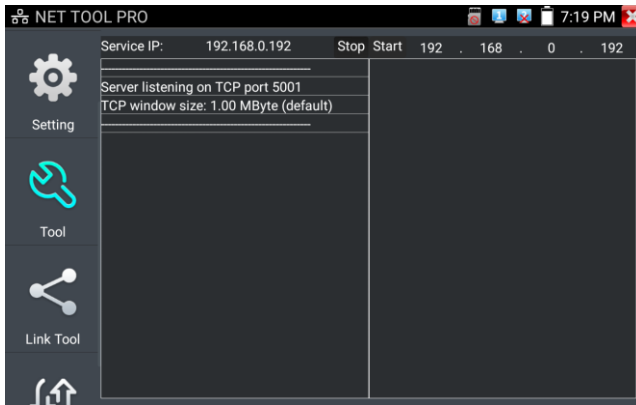 NET TOOL PRO 7:19 PM
Service IP: 192.168.0.192 Stop Start 192 . 168 . 0 . 192
Server listening on TCP port 5001
TCP window size: 1.00 MByte (default)
Setting
Tool
Link Tool